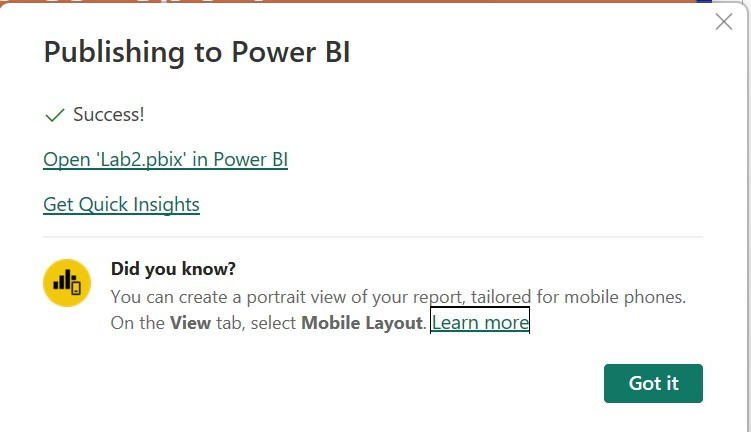 Publishing to Power BI
Success!
Open 'Lab2.pbix' in Power BI
Get Quick Insights
Did you know?
You can create a portrait view of your report, tailored for mobile phones.
On the View tab, select Mobile Layout. Learn more
Got it